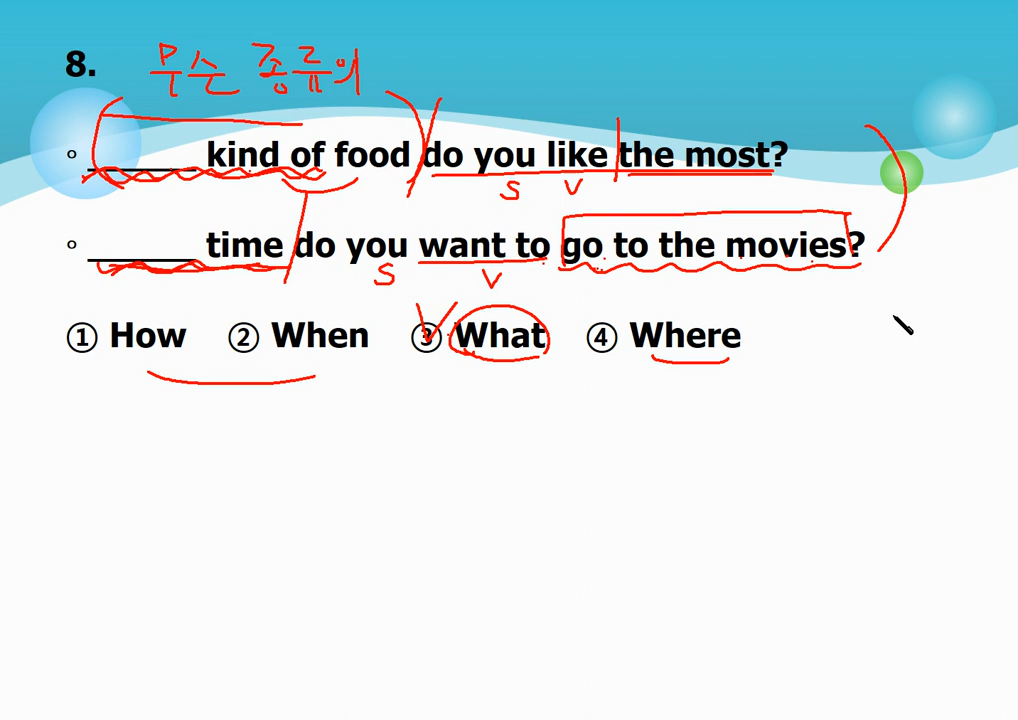 8. 무슨 종류의
° ______ kind of food do you like the most?
S V
° ______ time do you want to go to the movies?
S V
① How ② When ③ What ④ Where